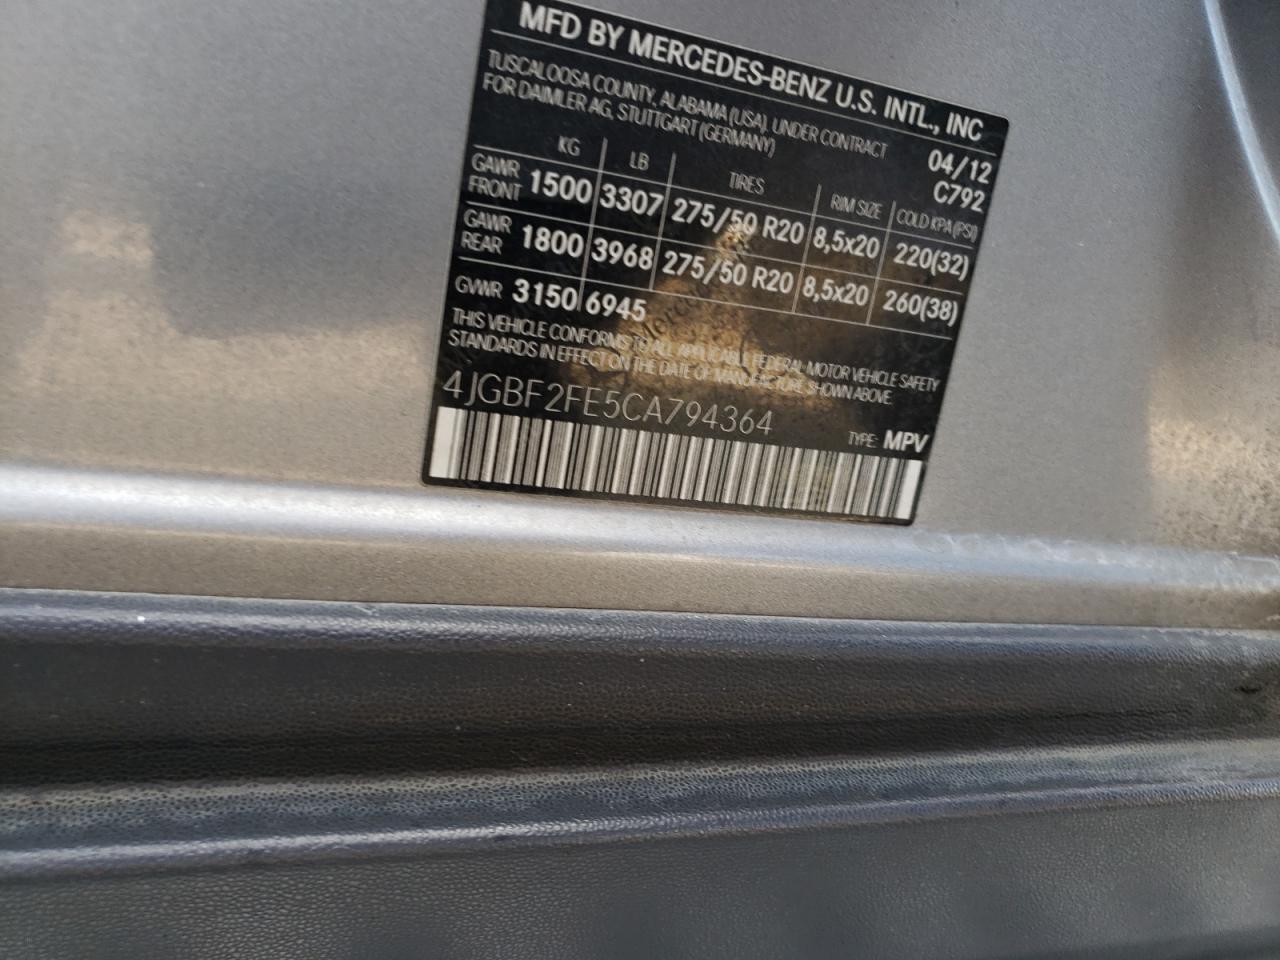 MFD BY MERCEDES-BENZ U.S. INTL., INC
TUSCALOOSA COUNTY, ALABAMA (USA). UNDER CONTRACT
FOR DAIMLER AG, STUTTGART (GERMANY)
04/12
C792
KG LB TIRES RIM SIZE COLD KPA (PSI)
GAWR FRONT 1500 3307 275/50 R20 8,5x20 220(32)
GAWR REAR 1800 3968 275/50 R20 8,5x20 260(38)
GVWR 3150 6945
THIS VEHICLE CONFORMS TO ALL APPLICABLE FEDERAL MOTOR VEHICLE SAFETY
STANDARDS IN EFFECT ON THE DATE OF MANUFACTURE SHOWN ABOVE.
4JGBF2FE5CA794364
TYPE: MPV